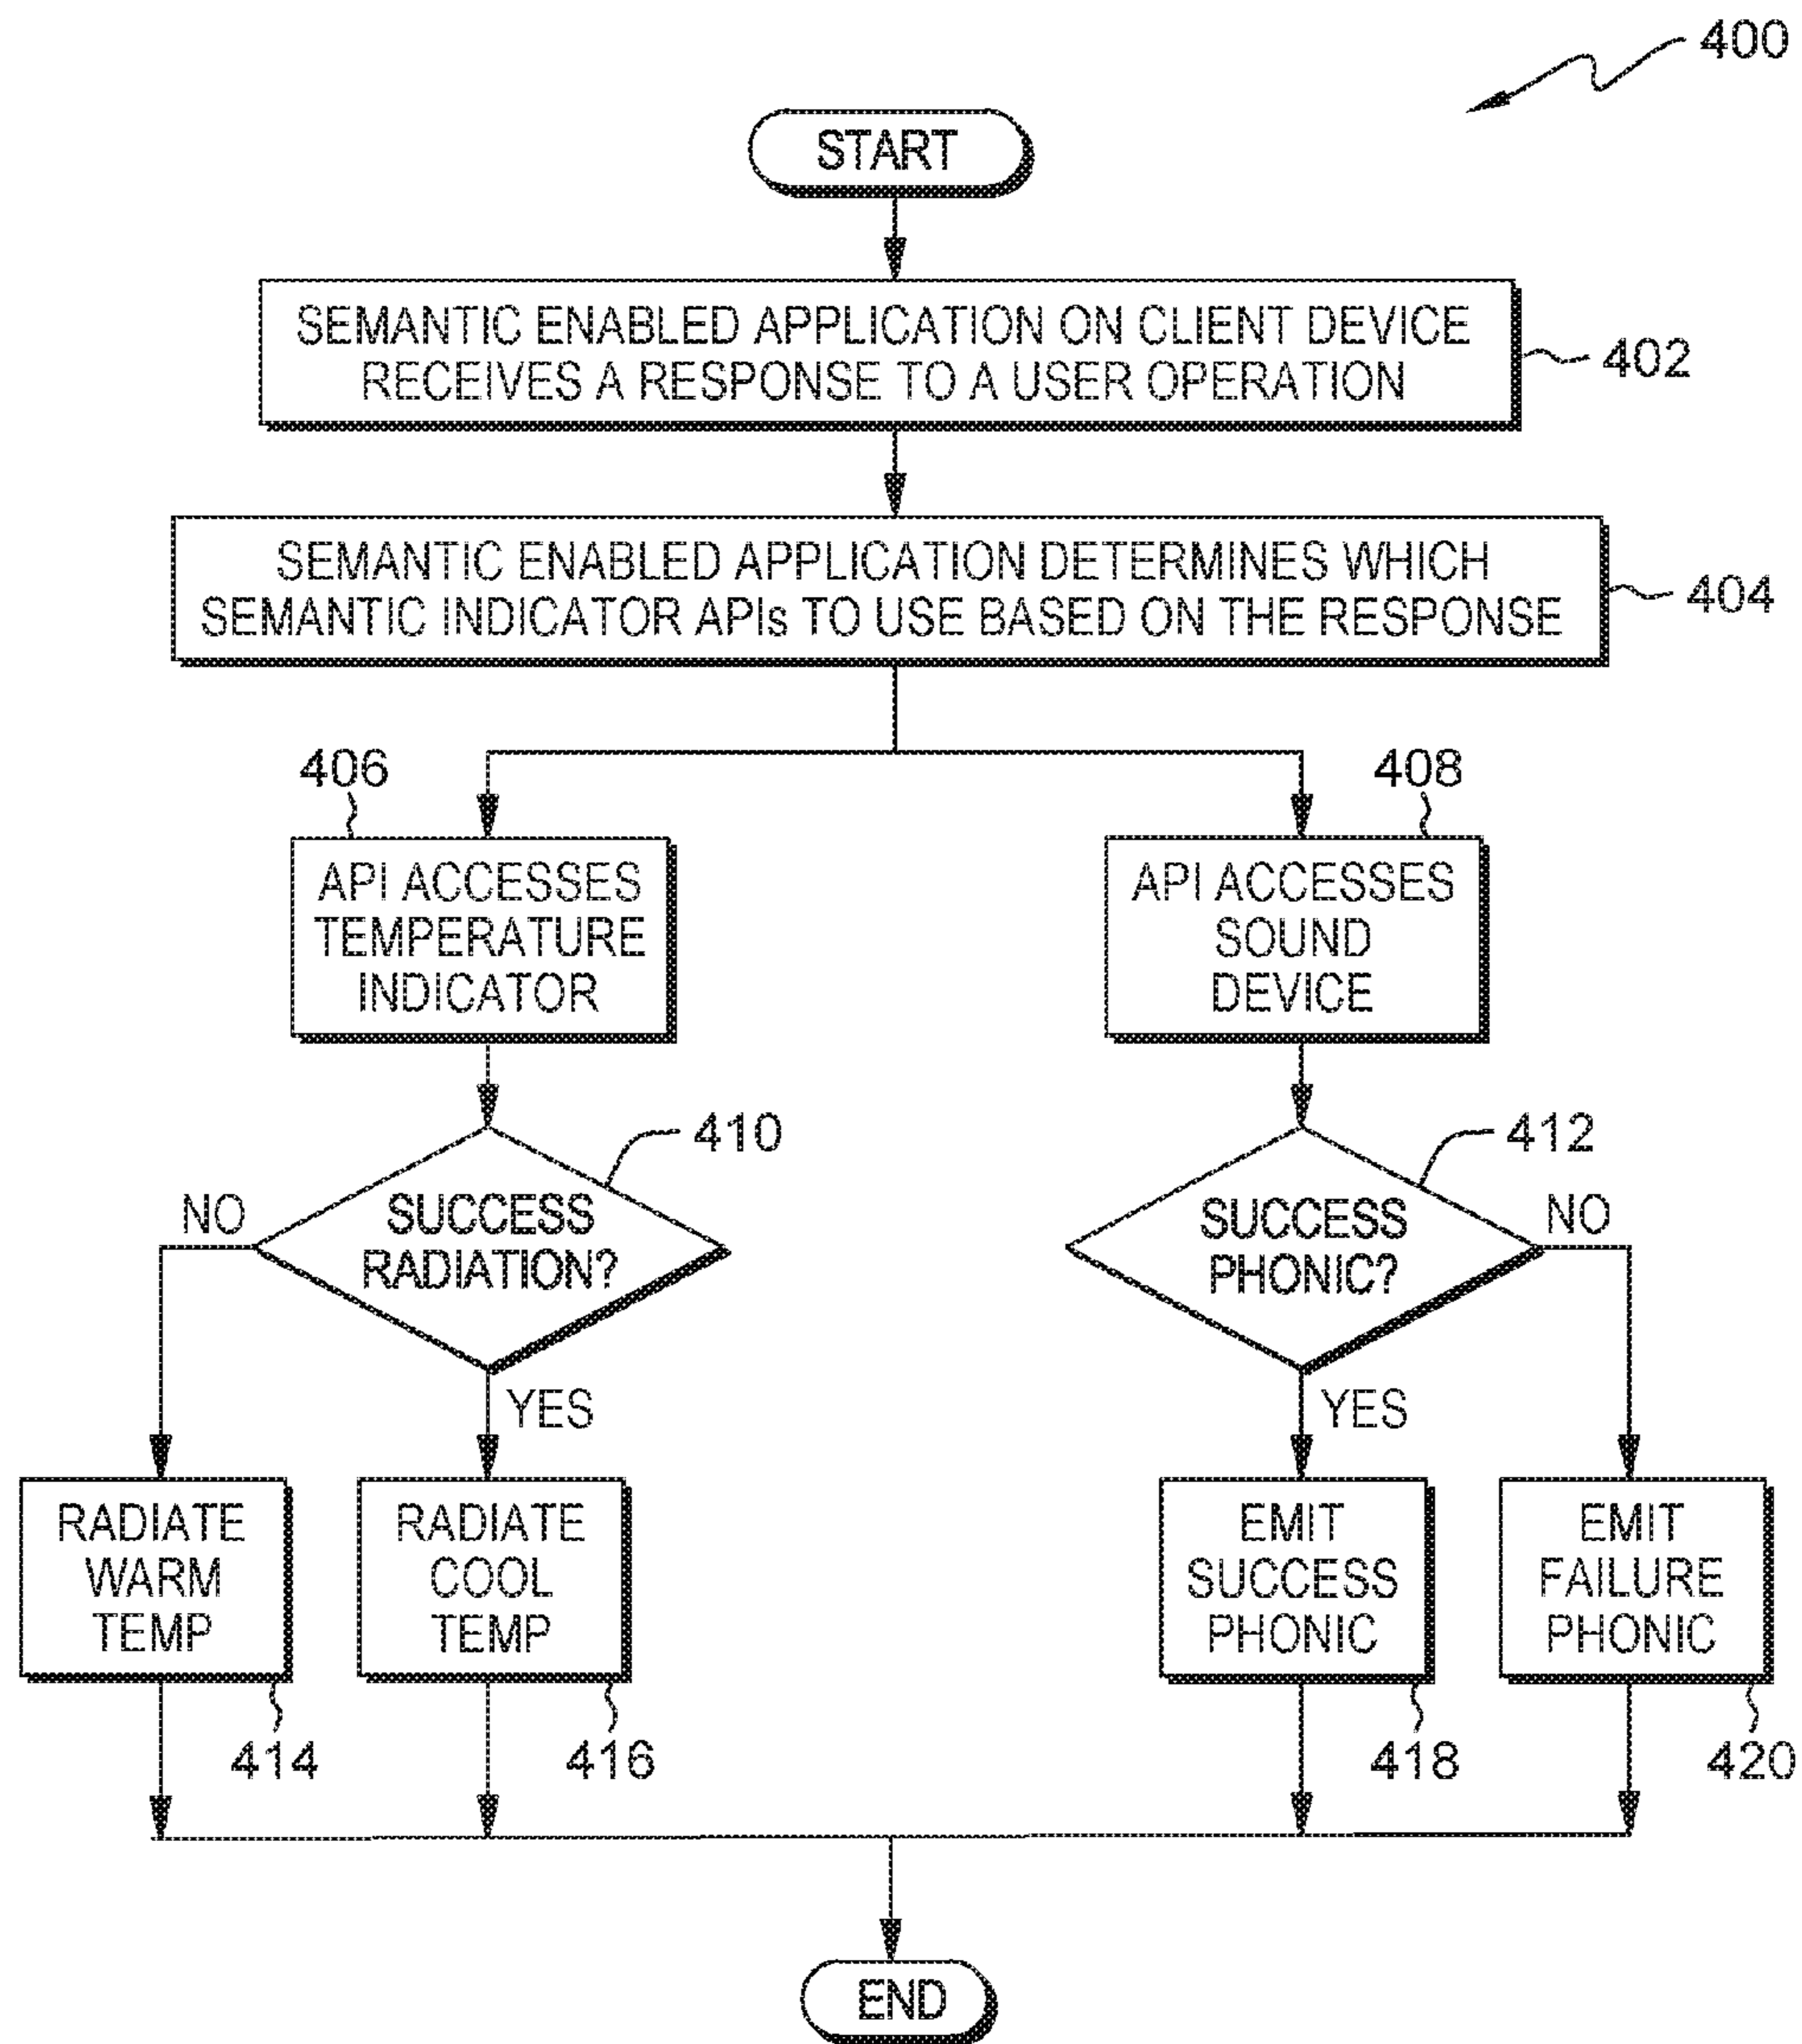 400
START
SEMANTIC ENABLED APPLICATION ON CLIENT DEVICE
RECEIVES A RESPONSE TO A USER OPERATION
402
SEMANTIC ENABLED APPLICATION DETERMINES WHICH
SEMANTIC INDICATOR APIs TO USE BASED ON THE RESPONSE
404
406
API ACCESSES
TEMPERATURE
INDICATOR
408
API ACCESSES
SOUND
DEVICE
410
SUCCESS
RADIATION?
NO
YES
412
SUCCESS
PHONIC?
NO
YES
RADIATE
WARM
TEMP
414
RADIATE
COOL
TEMP
416
EMIT
SUCCESS
PHONIC
418
EMIT
FAILURE
PHONIC
420
END